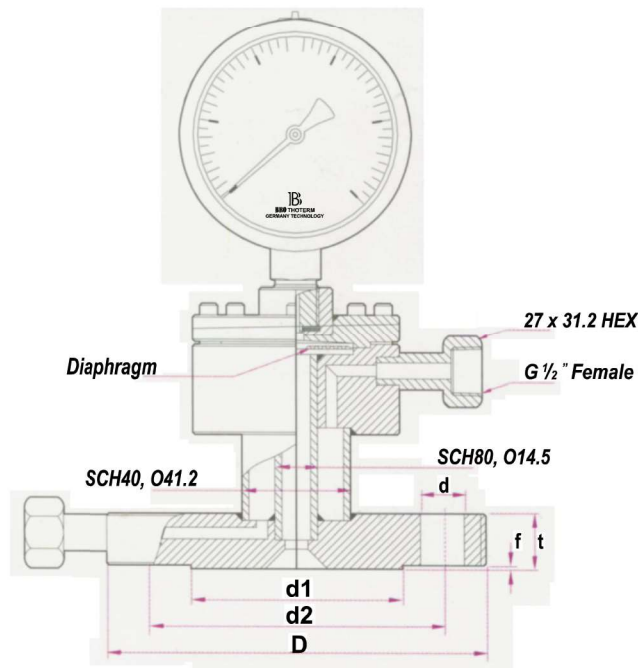 B
BRO THOTERM
GERMANY TECHNOLOGY
27 x 31.2 HEX
Diaphragm
G ½ " Female
SCH80, O14.5
SCH40, O41.2
d
f
t
d1
d2
D